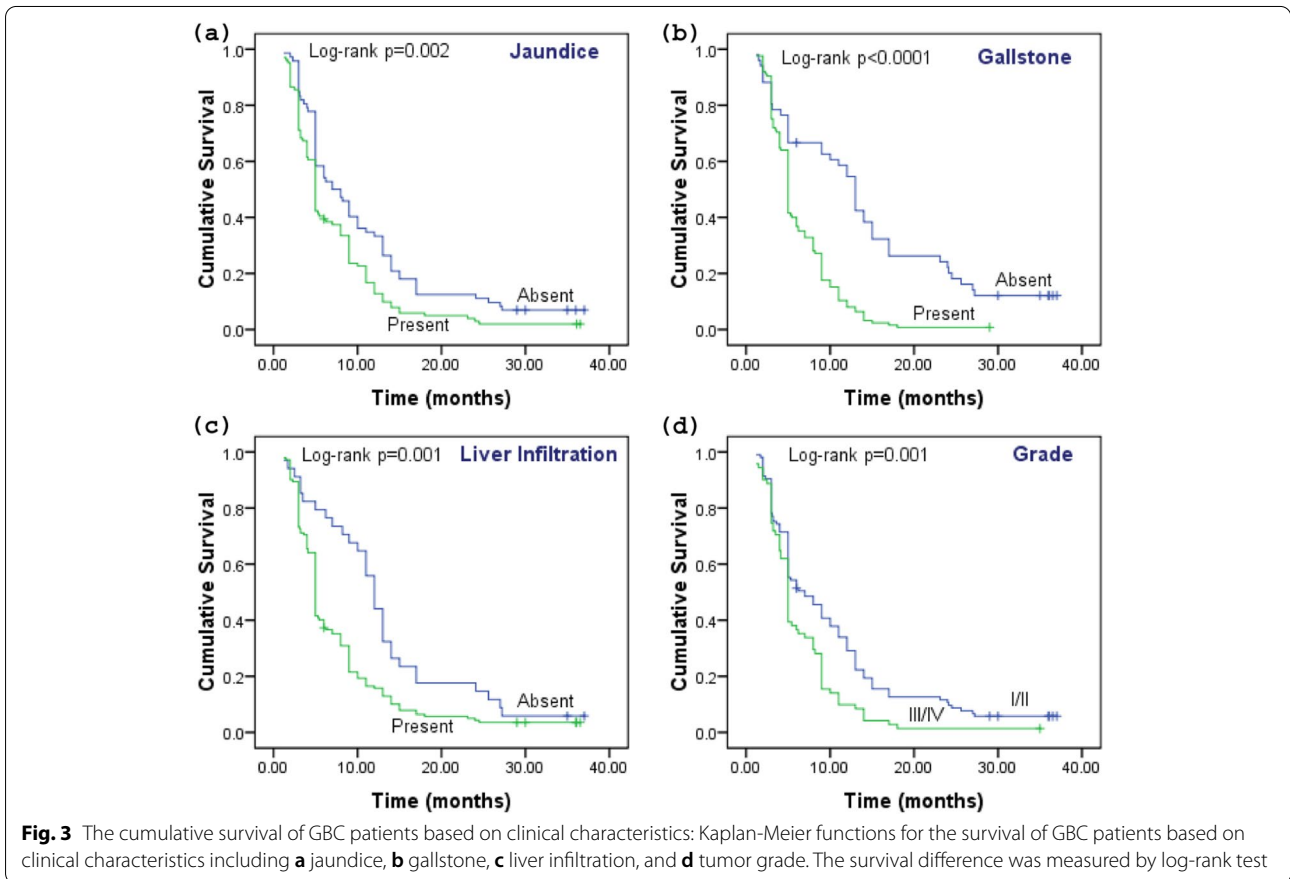 (a)
Log-rank p=0.002 Jaundice
Cumulative Survival
1.0
0.8
0.6
0.4
0.2
0.0
Absent
Present
0.00 10.00 20.00 30.00 40.00
Time (months)
(b)
Log-rank p<0.0001 Gallstone
Cumulative Survival
1.0
0.8
0.6
0.4
0.2
0.0
Absent
Present
0.00 10.00 20.00 30.00 40.00
Time (months)
(c)
Log-rank p=0.001 Liver Infiltration
Cumulative Survival
1.0
0.8
0.6
0.4
0.2
0.0
Absent
Present
0.00 10.00 20.00 30.00 40.00
Time (months)
(d)
Log-rank p=0.001 Grade
Cumulative Survival
1.0
0.8
0.6
0.4
0.2
0.0
I/II
III/IV
0.00 10.00 20.00 30.00 40.00
Time (months)
Fig. 3 The cumulative survival of GBC patients based on clinical characteristics: Kaplan-Meier functions for the survival of GBC patients based on
clinical characteristics including a jaundice, b gallstone, c liver infiltration, and d tumor grade. The survival difference was measured by log-rank test